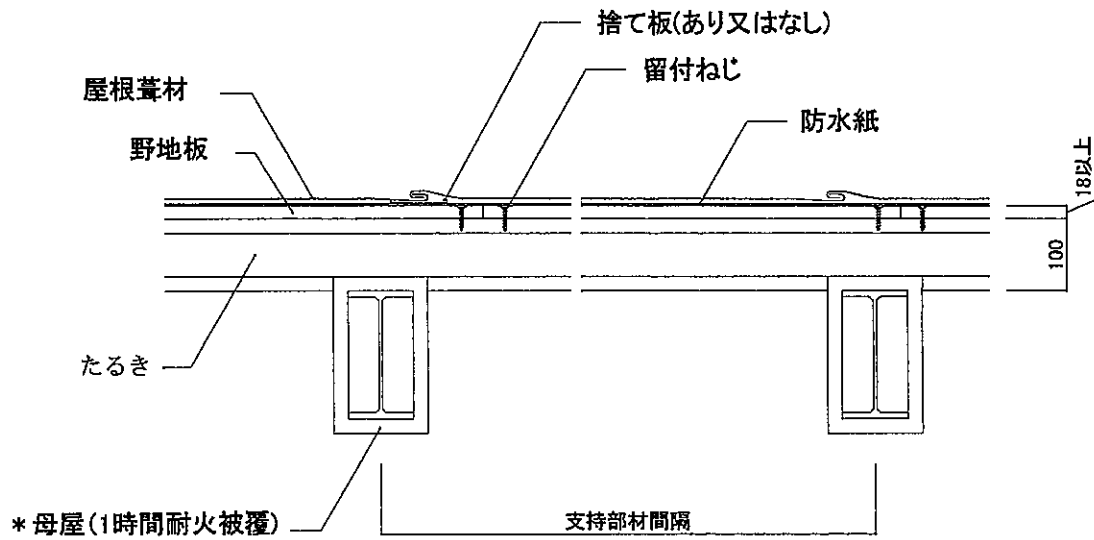 捨て板(あり又はなし)
留付ねじ
屋根葺材
防水紙
野地板
18以上
100
たるき
*母屋(1時間耐火被覆)
支持部材間隔